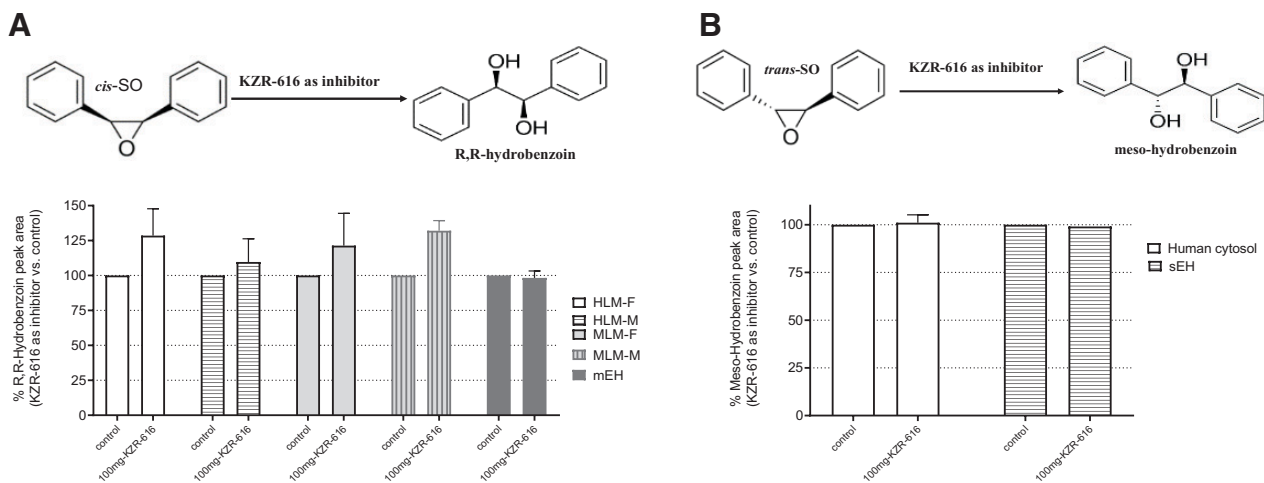 A
cis-SO
KZR-616 as inhibitor
O
OH
OH
R,R-hydrobenzoin
% R,R-Hydrobenzoin peak area
(KZR-616 as inhibitor vs. control)
150
125
100
75
50
25
0
control
100mg-KZR-616
control
100mg-KZR-616
control
100mg-KZR-616
control
100mg-KZR-616
control
100mg-KZR-616
HLM-F
HLM-M
MLM-F
MLM-M
mEH
B
trans-SO
KZR-616 as inhibitor
O
OH
OH
meso-hydrobenzoin
% Meso-Hydrobenzoin peak area
(KZR-616 as inhibitor vs. control)
100
75
50
25
0
control
100mg-KZR-616
control
100mg-KZR-616
Human cytosol
sEH